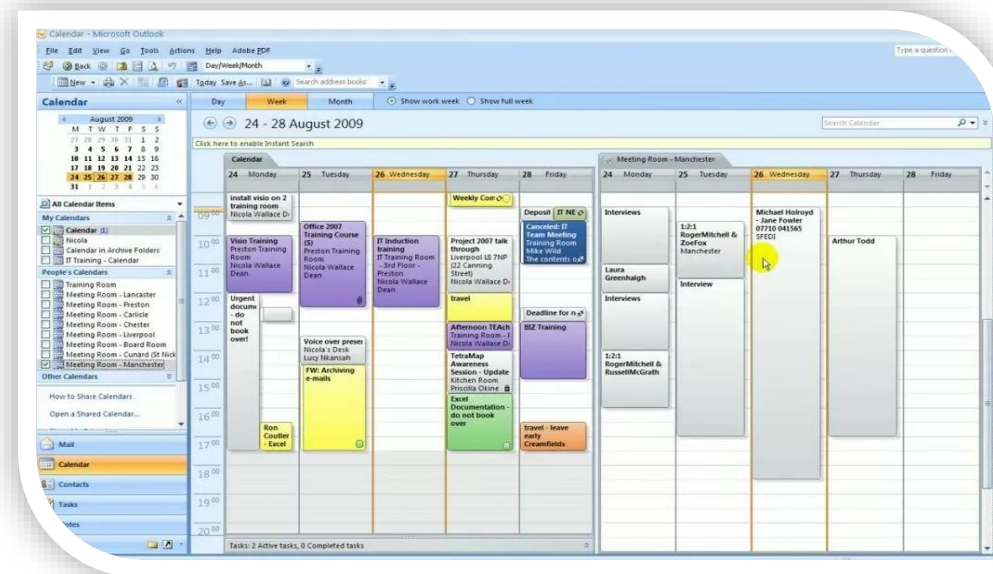 Calendar - Microsoft Outlook
File Edit View Go Tools Actions Help Adobe PDF
Type a question
Back Day/Week/Month
New Today Save As... Search address books
Calendar
Day Week Month Show work week Show full week
August 2009
M T W T F S S
27 28 29 30 31 1 2
3 4 5 6 7 8 9
10 11 12 13 14 15 16
17 18 19 20 21 22 23
24 25 26 27 28 29 30
31 1 2 3 4 5 6
All Calendar Items
My Calendars
Calendar (1)
Nicola
Calendar in Archive Folders
IT Training - Calendar
People's Calendars
Training Room
Meeting Room - Lancaster
Meeting Room - Preston
Meeting Room - Carlisle
Meeting Room - Chester
Meeting Room - Liverpool
Meeting Room - Board Room
Meeting Room - Cunard (St Nick
Meeting Room - Manchester
Other Calendars
How to Share Calendars
Open a Shared Calendar...
Mail
Calendar
Contacts
Tasks
24 - 28 August 2009
Search Calendar
Click here to enable Instant Search
Calendar
24 Monday 25 Tuesday 26 Wednesday 27 Thursday 28 Friday
09 00
10 00
11 00
12 00
13 00
14 00
15 00
16 00
17 00
18 00
19 00
20 00
install visio on 2
training room
Nicola Wallace D
Visio Training
Preston Training
Room
Nicola Wallace
Dean
Urgent
docum
- do
not
book
over!
Ron
Coutler
- Excel
Office 2007
Training Course
(S)
Preston Training
Room
Nicola Wallace
Dean
Voice over prese
Nicola's Desk
Lucy Nkansah
FW: Archiving
e-mails
IT Induction
training
IT Training Room
- 3rd Floor -
Preston
Nicola Wallace
Dean
Weekly Com
Project 2007 talk
through
Liverpool L8 7NP
(22 Canning
Street)
Nicola Wallace D
travel
Afternoon TEAch
Training Room -
Nicola Wallace D
TetraMap
Awareness
Session - Update
Kitchen Room
Priscilla Okine
Excel
Documentation -
do not book
over
Deposit IT NE
Canceled: IT
Team Meeting
Training Room
Mike Wild
The contents o
Deadline for n
BIZ Training
travel - leave
early
Creamfields
Tasks: 2 Active tasks, 0 Completed tasks
Meeting Room - Manchester
24 Monday 25 Tuesday 26 Wednesday 27 Thursday 28 Friday
Interviews
Laura
Greenhalgh
Interviews
1:2:1
RogerMitchell &
RussellMcGrath
1:2:1
RogerMitchell &
ZoeFox
Manchester
Interview
Michael Holroyd
- Jane Fowler
07710 041565
SFEDI
Arthur Todd